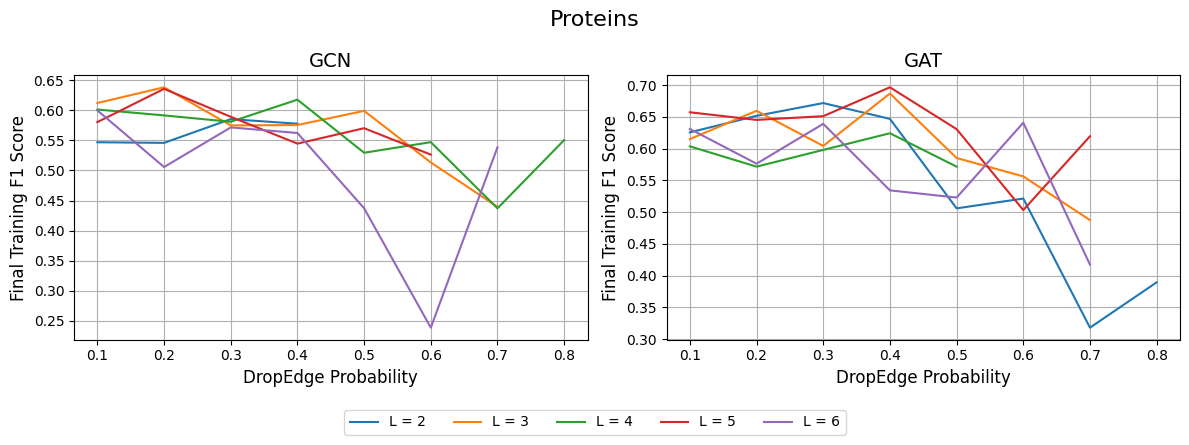 Proteins
GCN
Final Training F1 Score
0.65
0.60
0.55
0.50
0.45
0.40
0.35
0.30
0.25
0.1 0.2 0.3 0.4 0.5 0.6 0.7 0.8
DropEdge Probability
GAT
Final Training F1 Score
0.70
0.65
0.60
0.55
0.50
0.45
0.40
0.35
0.30
0.1 0.2 0.3 0.4 0.5 0.6 0.7 0.8
DropEdge Probability
L = 2 L = 3 L = 4 L = 5 L = 6